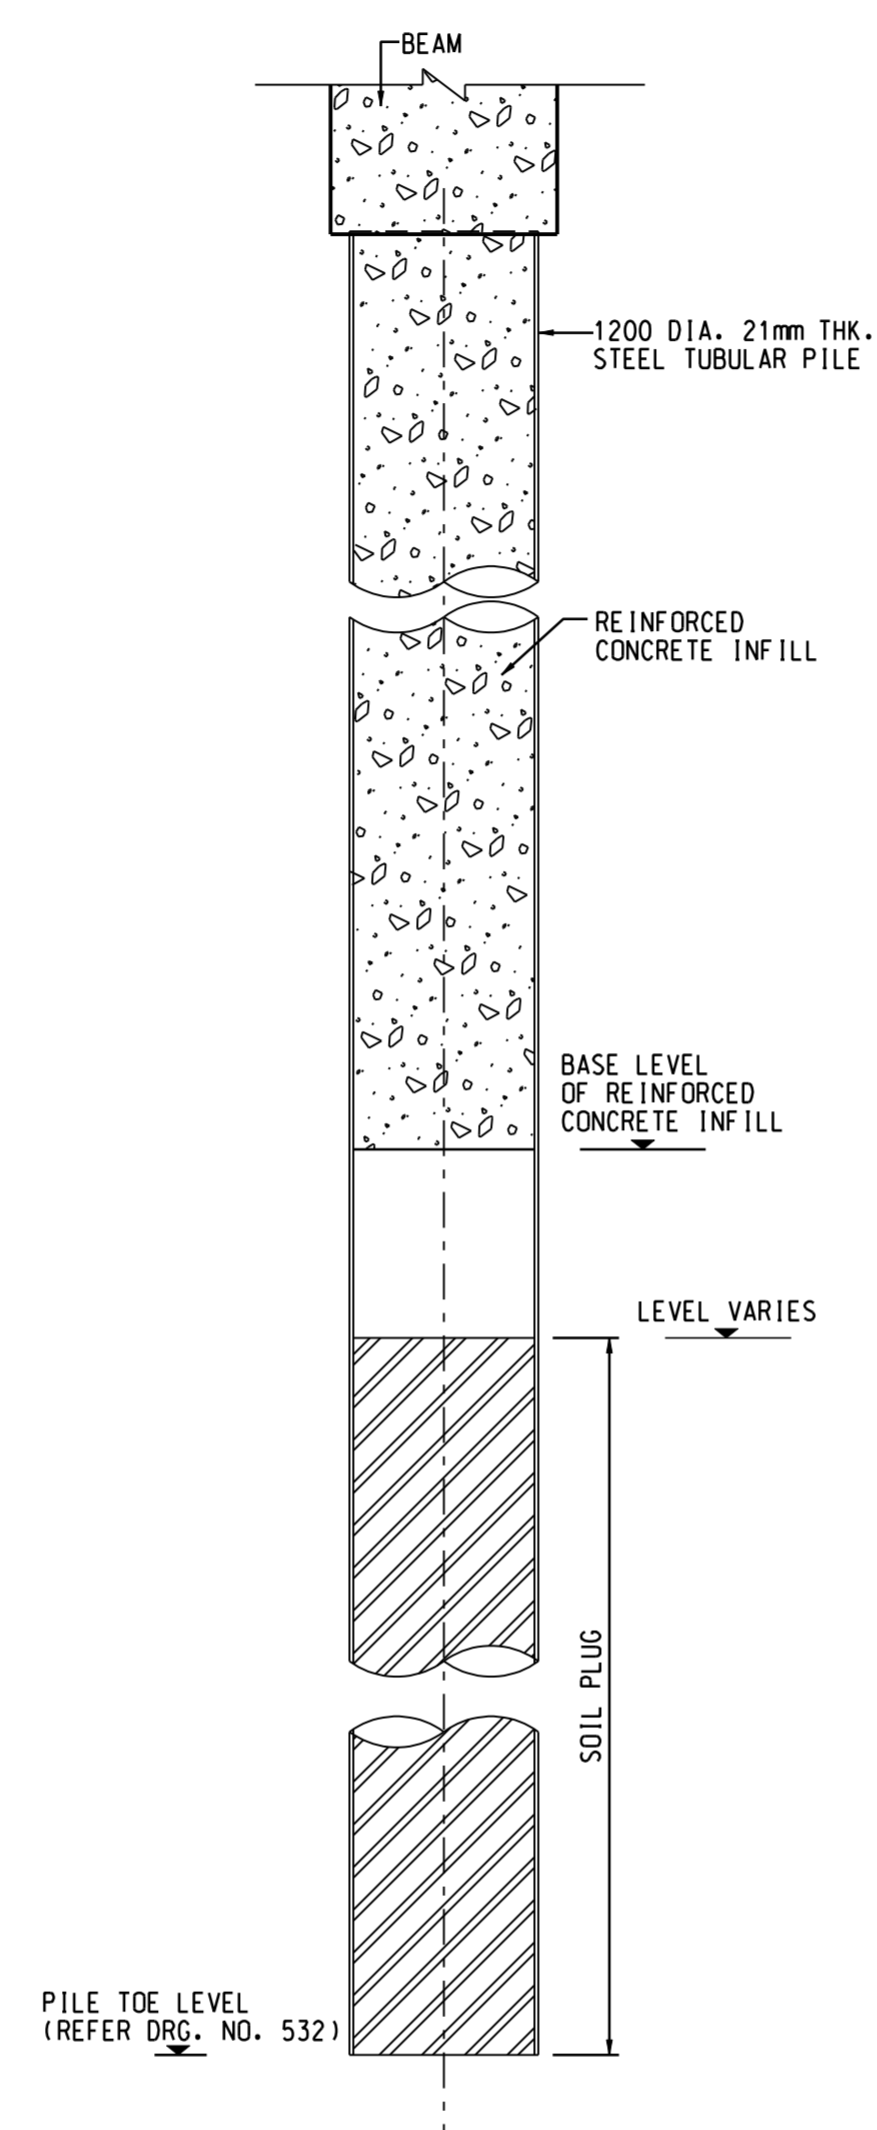 BEAM
1200 DIA. 21mm THK.
STEEL TUBULAR PILE
REINFORCED
CONCRETE INFILL
BASE LEVEL
OF REINFORCED
CONCRETE INFILL
LEVEL VARIES
SOIL PLUG
PILE TOE LEVEL
(REFER DRG. NO. 532)